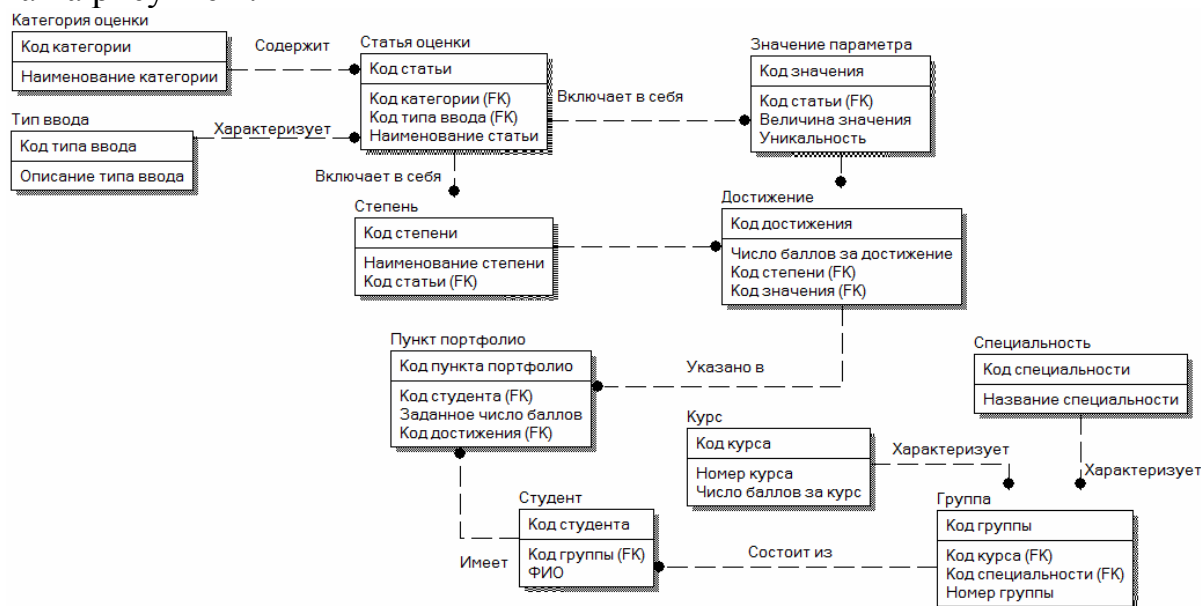 Категория оценки
Код категории
Наименование категории
Содержит
Статья оценки
Код статьи
Код категории (FK)
Код типа ввода (FK)
Наименование статьи
Значение параметра
Код значения
Код статьи (FK)
Величина значения
Уникальность
Включает в себя
Тип ввода
Код типа ввода
Описание типа ввода
Характеризует
Включает в себя
Степень
Код степени
Наименование степени
Код статьи (FK)
Достижение
Код достижения
Число баллов за достижение
Код степени (FK)
Код значения (FK)
Пункт портфолио
Код пункта портфолио
Код студента (FK)
Заданное число баллов
Код достижения (FK)
Указано в
Специальность
Код специальности
Название специальности
Курс
Код курса
Номер курса
Число баллов за курс
Характеризует
Характеризует
Студент
Код студента
Код группы (FK)
ФИО
Имеет
Состоит из
Группа
Код группы
Код курса (FK)
Код специальности (FK)
Номер группы